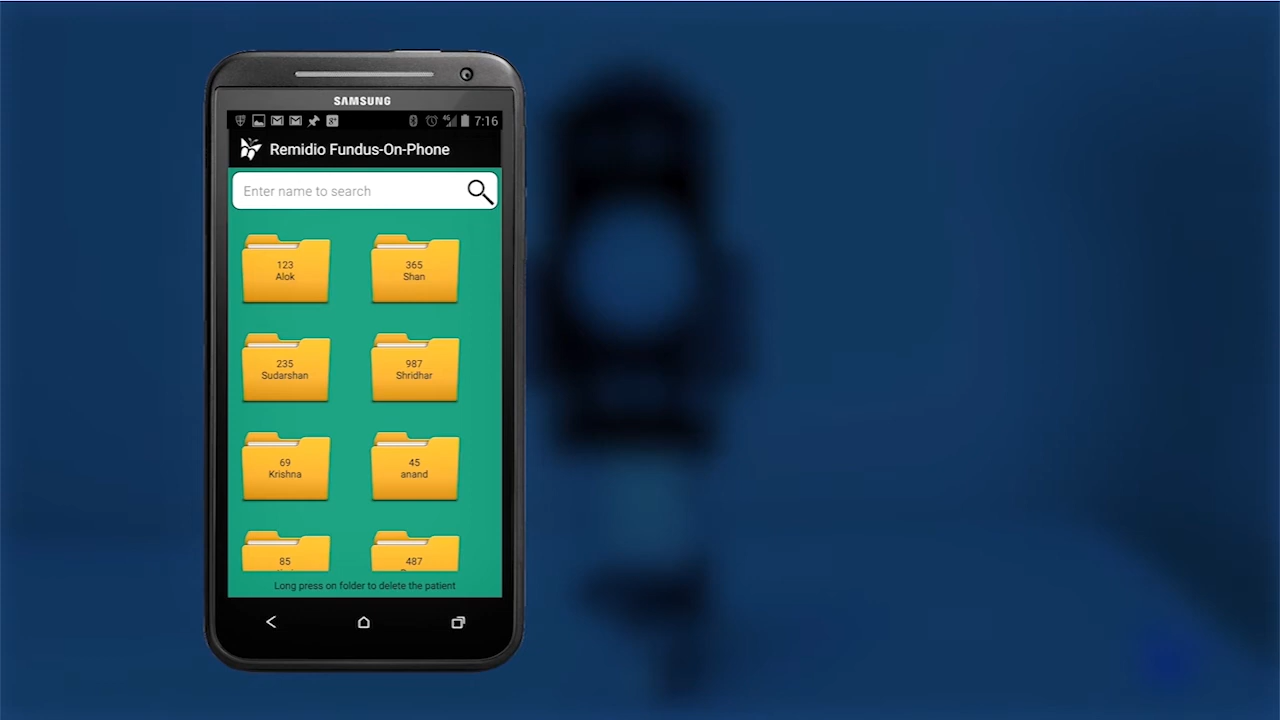 SAMSUNG
7:16
Remidio Fundus-On-Phone
Enter name to search
123
Alok
365
Shan
235
Sudarshan
987
Shridhar
69
Krishna
45
anand
85
487
Long press on folder to delete the patient